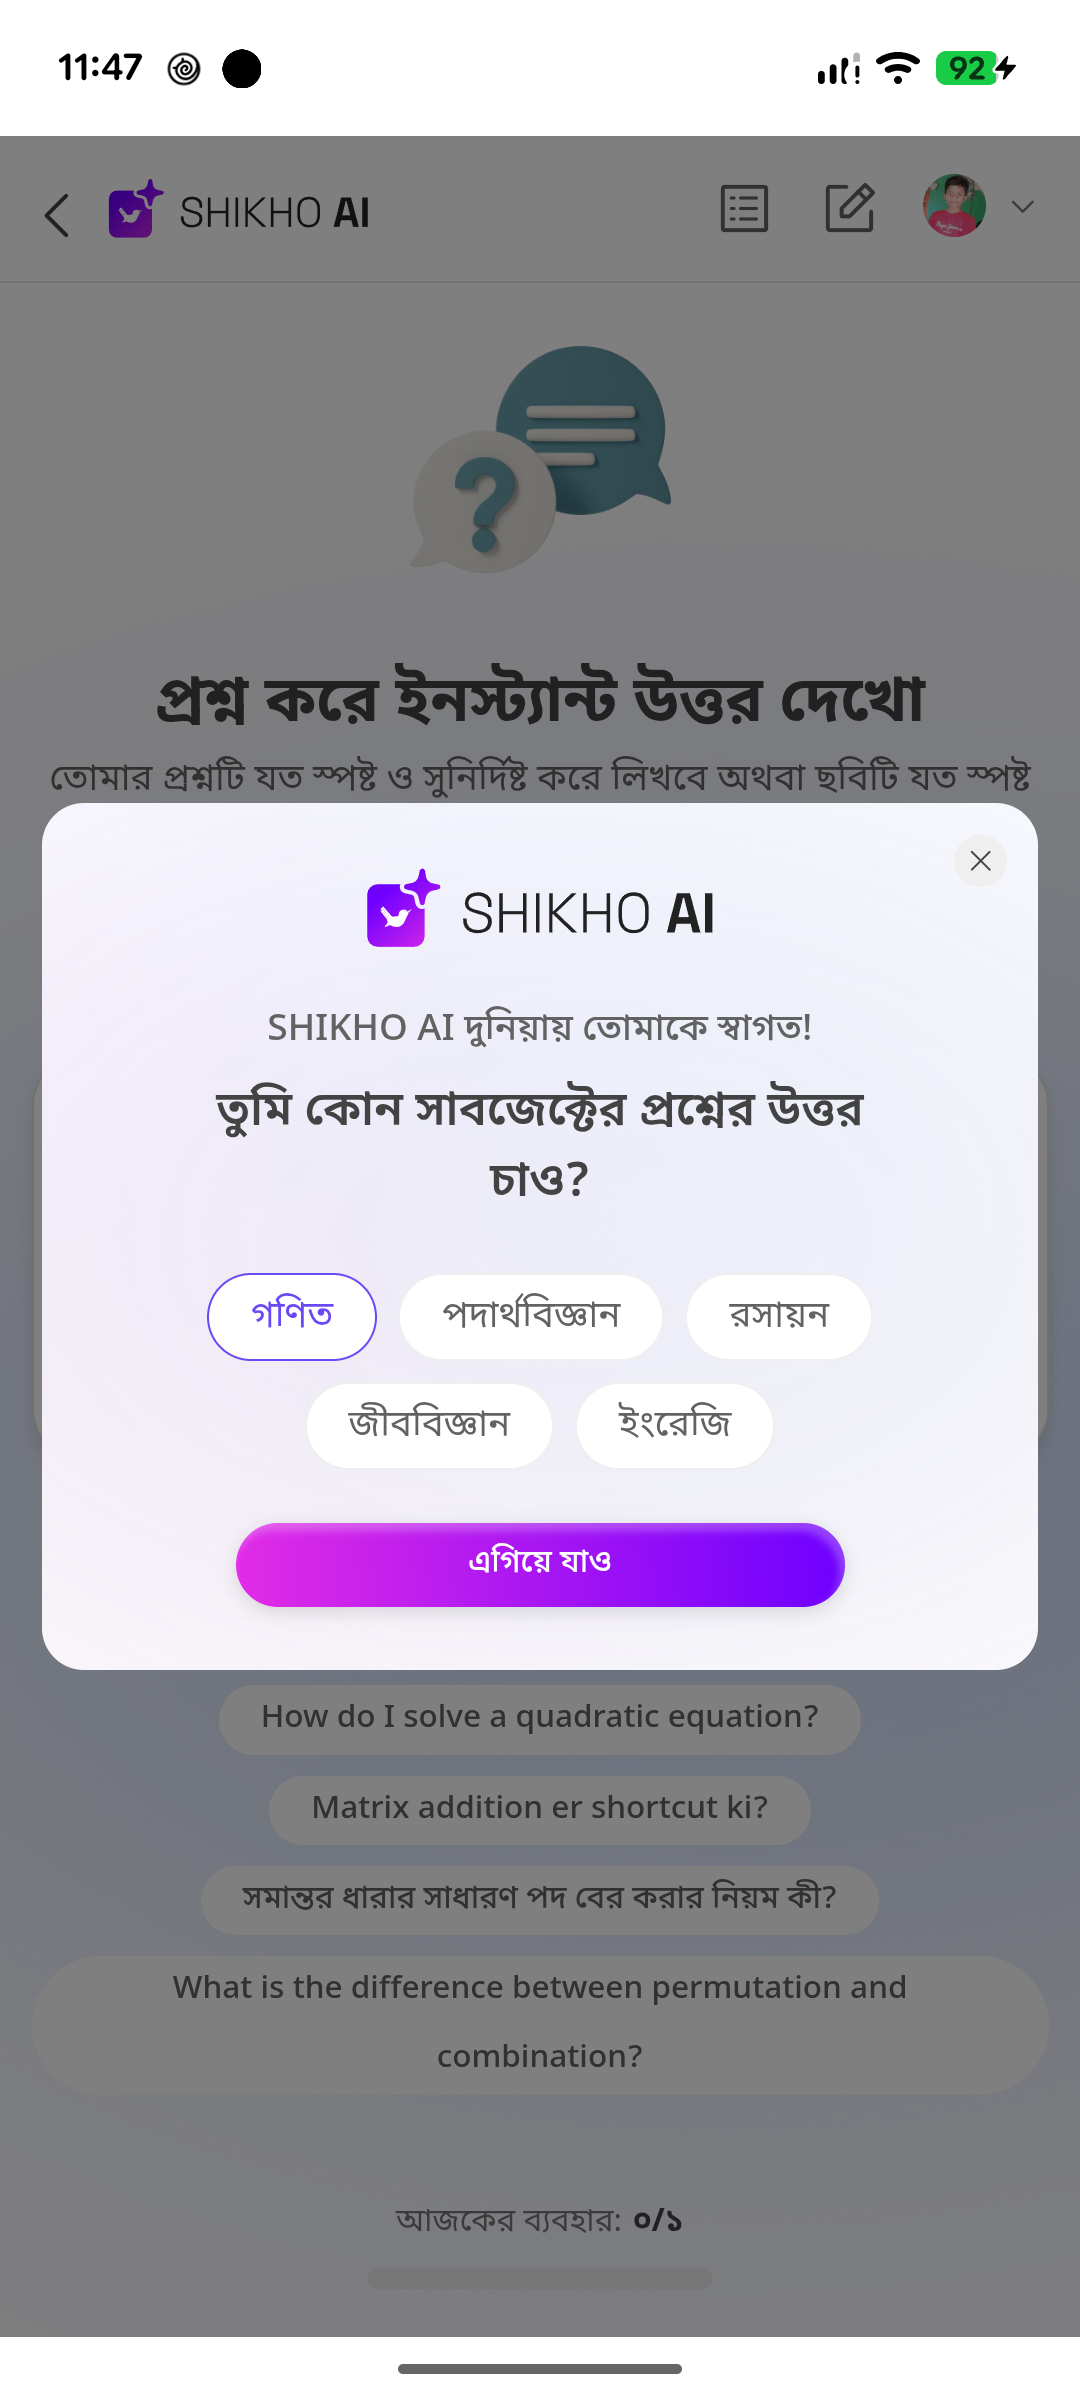 11:47
92
SHIKHO AI
প্রশ্ন করে ইনস্ট্যান্ট উত্তর দেখো
তোমার প্রশ্নটি যত স্পষ্ট ও সুনির্দিষ্ট করে লিখবে অথবা ছবিটি যত স্পষ্ট
SHIKHO AI
SHIKHO AI দুনিয়ায় তোমাকে স্বাগত!
তুমি কোন সাবজেক্টের প্রশ্নের উত্তর
চাও?
গণিত
পদার্থবিজ্ঞান
রসায়ন
জীববিজ্ঞান
ইংরেজি
এগিয়ে যাও
How do I solve a quadratic equation?
Matrix addition er shortcut ki?
সমান্তর ধারার সাধারণ পদ বের করার নিয়ম কী?
What is the difference between permutation and
combination?
আজকের ব্যবহার: ০/১